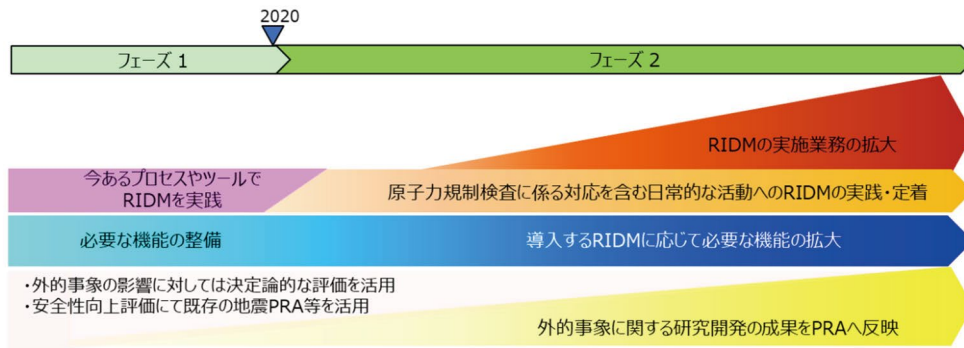 2020
フェーズ 1
フェーズ 2
RIDMの実施業務の拡大
今あるプロセスやツールで
RIDMを実践
原子力規制検査に係る対応を含む日常的な活動へのRIDMの実践・定着
必要な機能の整備
導入するRIDMに応じて必要な機能の拡大
・外的事象の影響に対しては決定論的な評価を活用
・安全性向上評価にて既存の地震PRA等を活用
外的事象に関する研究開発の成果をPRAへ反映